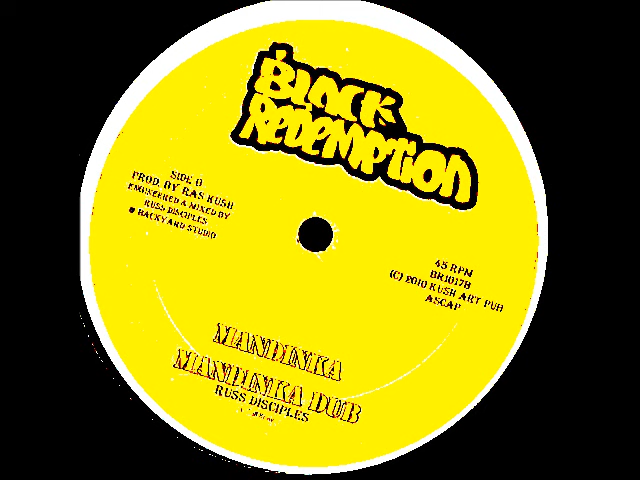 Black
Redemption
SIDE B
PROD. BY RAS KUSH
ENGINEERED & MIXED BY
RUSS DISCIPLES
@ BACKYARD STUDIO
45 RPM
BR1017B
(C) 2010 KUSH ART PUB
ASCAP
MANDINKA
MANDINKA DUB
RUSS DISCIPLES